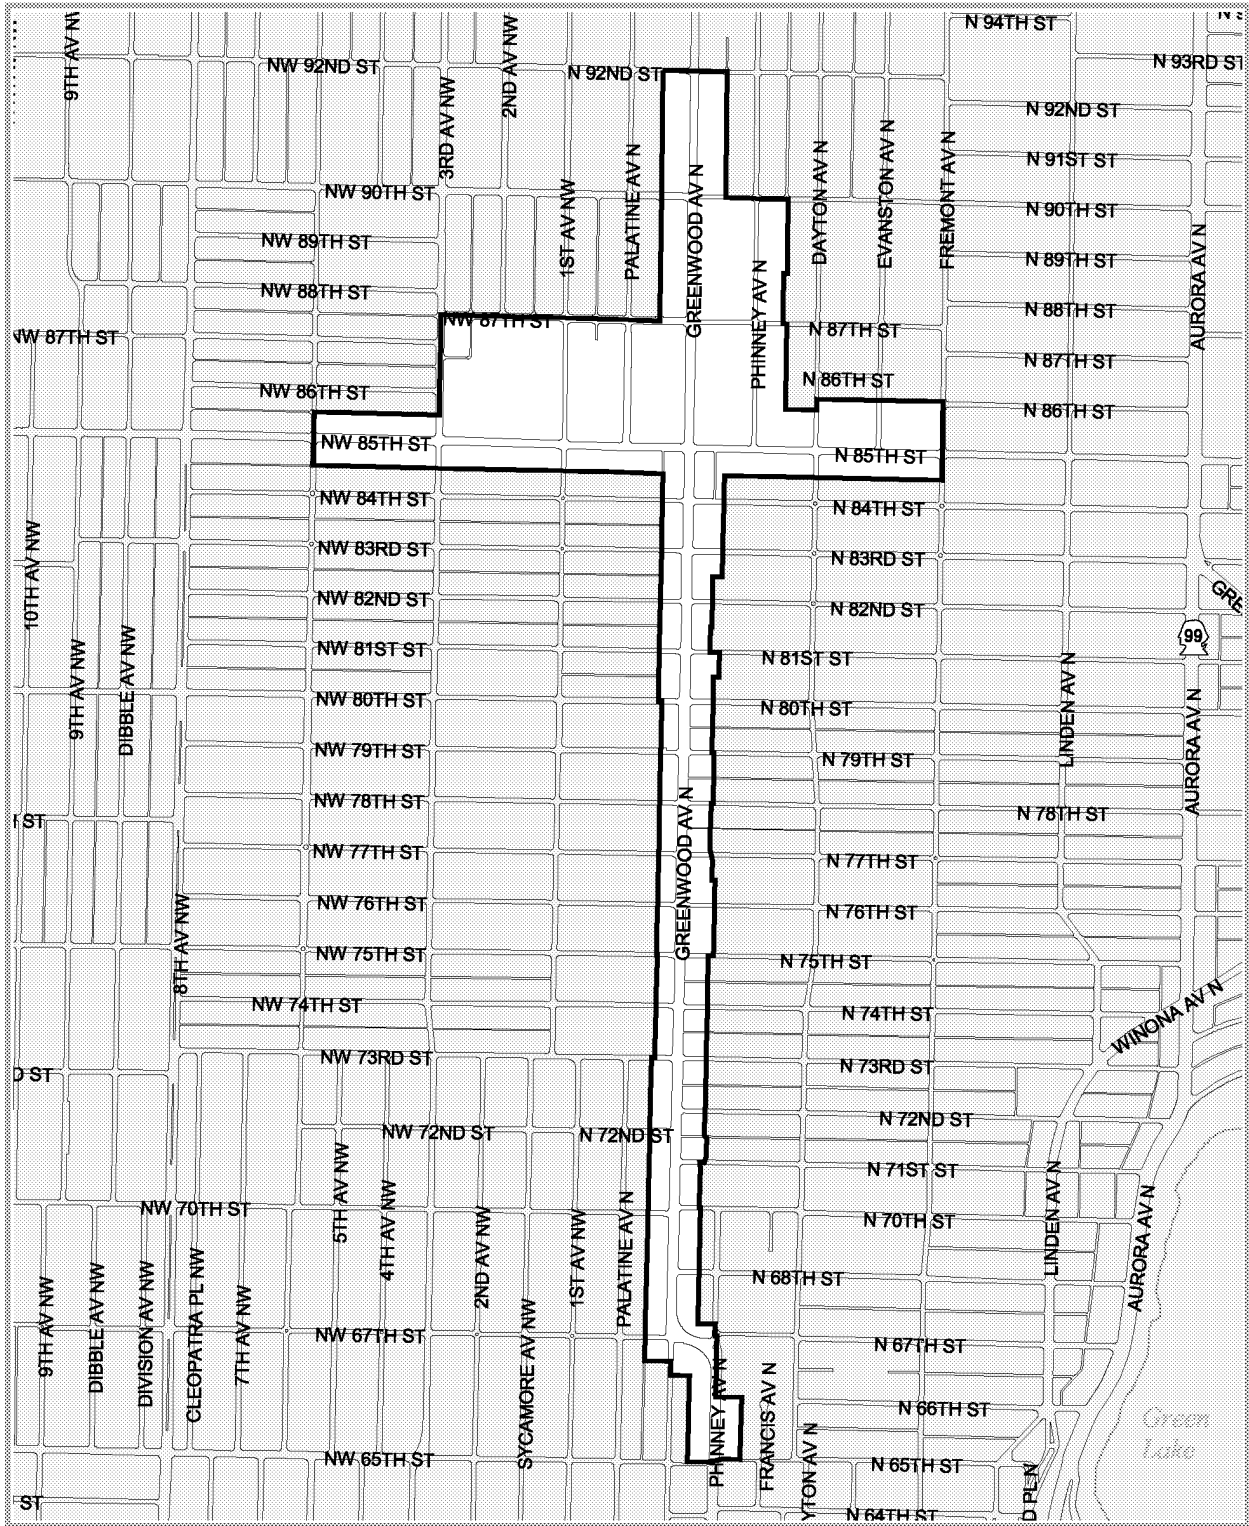 N 94TH ST
9TH AV N
NW 92ND ST
2ND AV NW
N 92ND ST
N 93RD ST
3RD AV NW
N 92ND ST
DAYTON AV N
EVANSTON AV N
FREMONT AV N
N 91ST ST
NW 90TH ST
1ST AV NW
PALATINE AV N
GREENWOOD AV N
N 90TH ST
NW 89TH ST
N 89TH ST
AURORA AV N
NW 88TH ST
PHINNEY AV N
N 88TH ST
NW 87TH ST
NW 87TH ST
N 87TH ST
N 87TH ST
NW 86TH ST
N 86TH ST
N 86TH ST
NW 85TH ST
N 85TH ST
NW 84TH ST
N 84TH ST
10TH AV NW
NW 83RD ST
N 83RD ST
NW 82ND ST
N 82ND ST
GRE
99
9TH AV NW
DIBBLE AV NW
NW 81ST ST
N 81ST ST
LINDEN AV N
NW 80TH ST
N 80TH ST
AURORA AV N
NW 79TH ST
N 79TH ST
NW 78TH ST
GREENWOOD AV N
N 78TH ST
ST
NW 77TH ST
N 77TH ST
8TH AV NW
NW 76TH ST
N 76TH ST
NW 75TH ST
N 75TH ST
NW 74TH ST
N 74TH ST
WINONA AV N
NW 73RD ST
N 73RD ST
D ST
NW 72ND ST
N 72ND ST
N 72ND ST
5TH AV NW
4TH AV NW
N 71ST ST
LINDEN AV N
AURORA AV N
NW 70TH ST
2ND AV NW
1ST AV NW
PALATINE AV N
N 70TH ST
N 68TH ST
9TH AV NW
DIBBLE AV NW
DIVISION AV NW
CLEOPATRA PL NW
7TH AV NW
NW 67TH ST
SYCAMORE AV NW
N 67TH ST
PHINNEY AV N
FRANCIS AV N
N 66TH ST
Green
Lake
NW 65TH ST
YTON AV N
N 65TH ST
D PL N
ST
N 64TH ST